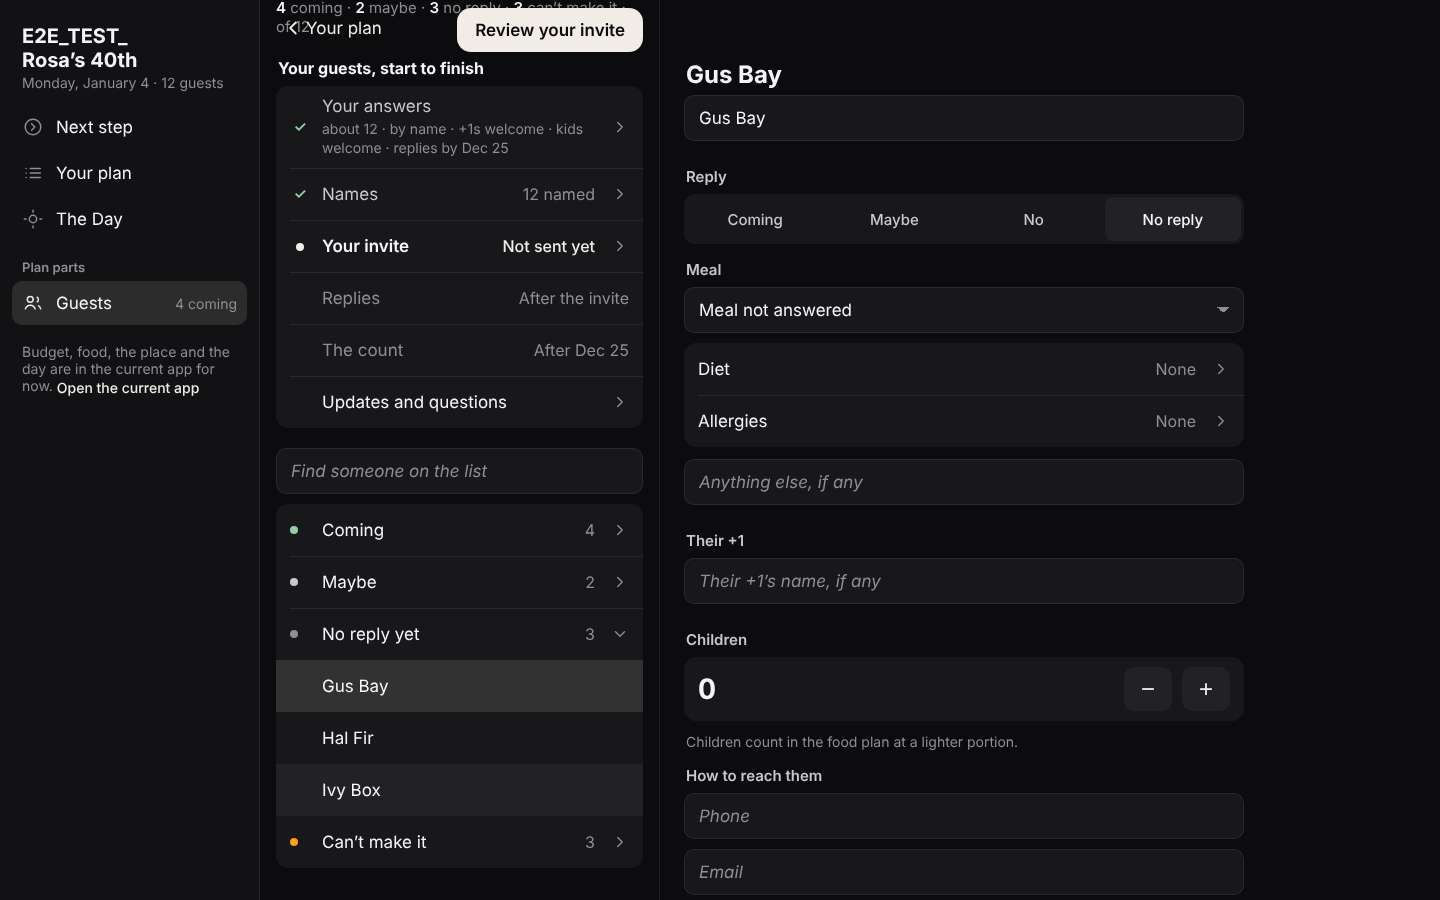 E2E_TEST_
Rosa’s 40th
Monday, January 4 · 12 guests
Next step
Your plan
The Day
Plan parts
Guests 4 coming
Budget, food, the place and the
day are in the current app for
now. Open the current app
4 coming · 2 maybe · 3 no reply · 3 can’t make it ·
of 12
Your plan
Review your invite
Your guests, start to finish
Your answers
about 12 · by name · +1s welcome · kids
welcome · replies by Dec 25
Names 12 named
Your invite Not sent yet
Replies After the invite
The count After Dec 25
Updates and questions
Find someone on the list
Coming 4
Maybe 2
No reply yet 3
Gus Bay
Hal Fir
Ivy Box
Can’t make it 3
Gus Bay
Gus Bay
Reply
Coming Maybe No No reply
Meal
Meal not answered
Diet None
Allergies None
Anything else, if any
Their +1
Their +1’s name, if any
Children
0
Children count in the food plan at a lighter portion.
How to reach them
Phone
Email